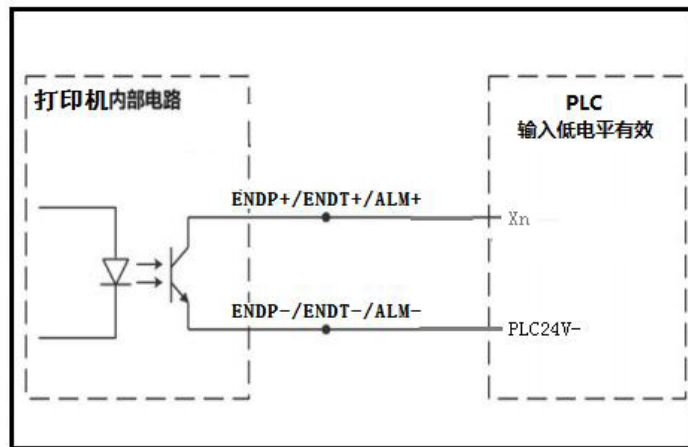 打印机内部电路
PLC
输入低电平有效
ENDP+/ENDT+/ALM+
Xn
ENDP-/ENDT-/ALM-
PLC24V-